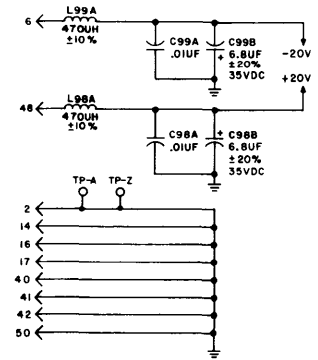 L99A
6
470UH
±10%
C99A
.01UF
C99B
+ 6.8UF
±20%
35VDC
-20V
+20V
L98A
48
470UH
±10%
C98A
.01UF
+
C98B
6.8UF
±20%
35VDC
TP-A TP-Z
2
14
16
17
40
41
42
50